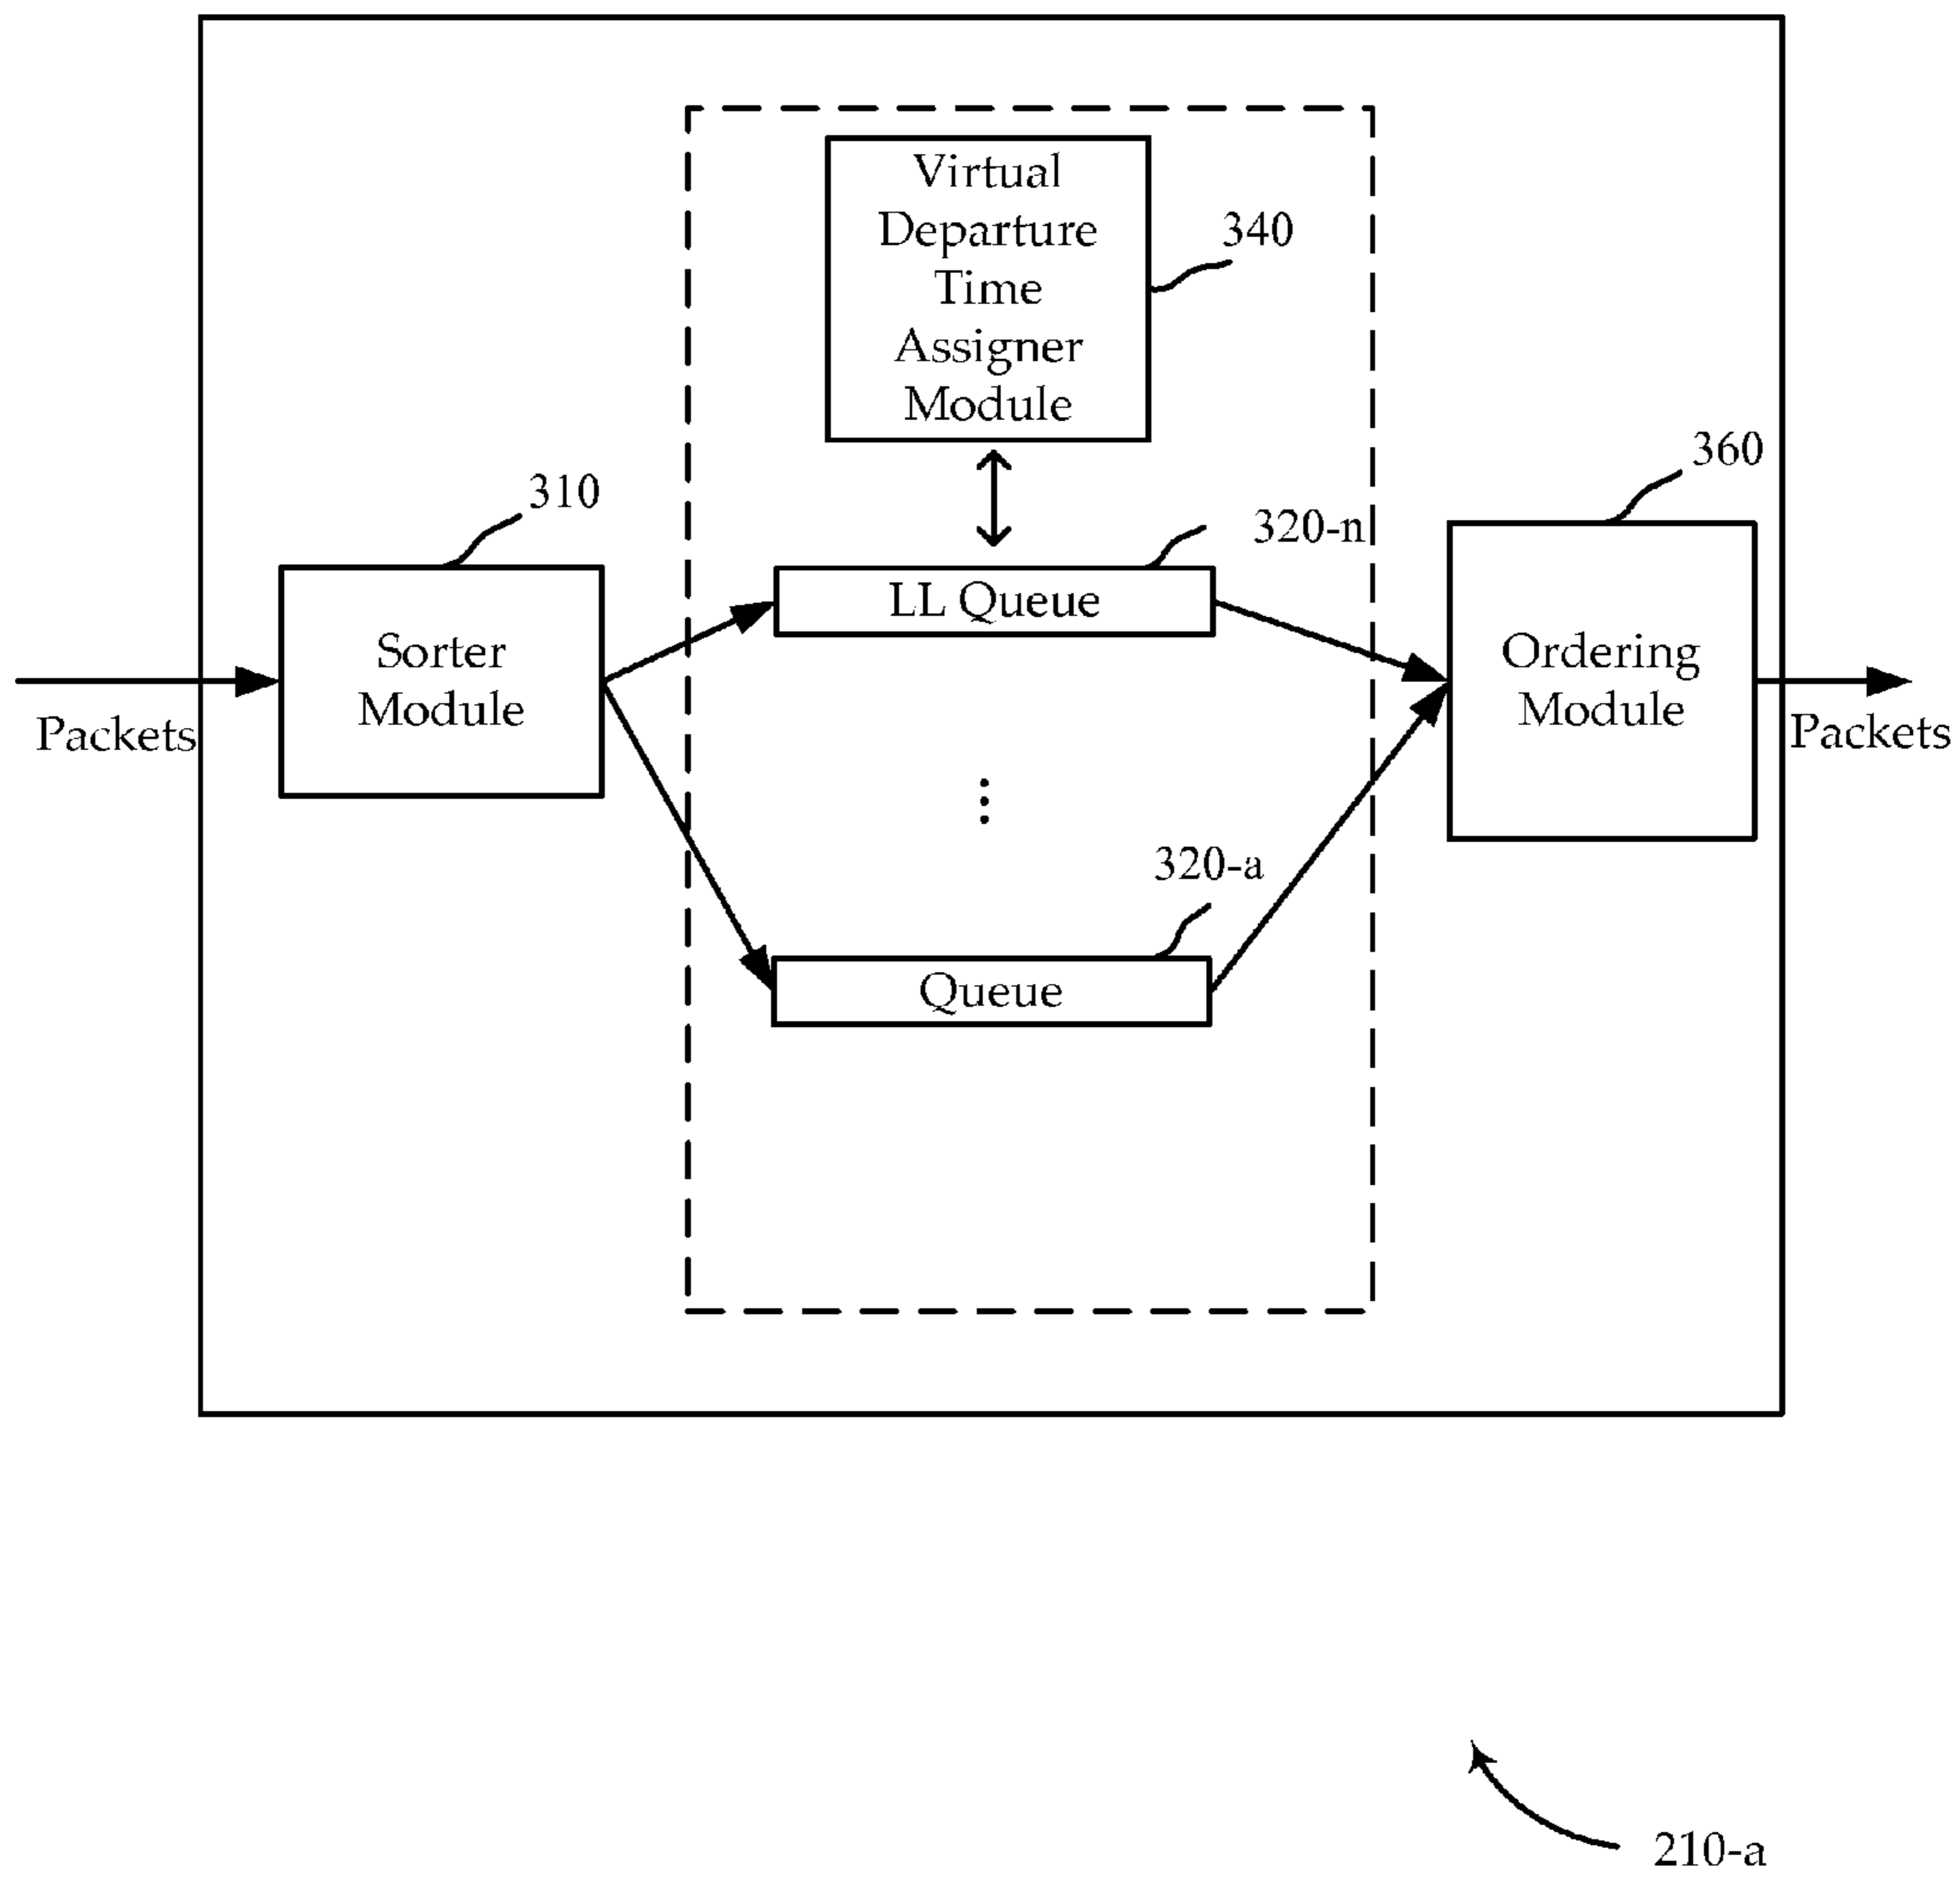 Virtual
Departure
Time
Assigner
Module
340
360
310
320-n
LL Queue
Sorter
Module
Ordering
Module
Packets
Packets
320-a
Queue
210-a